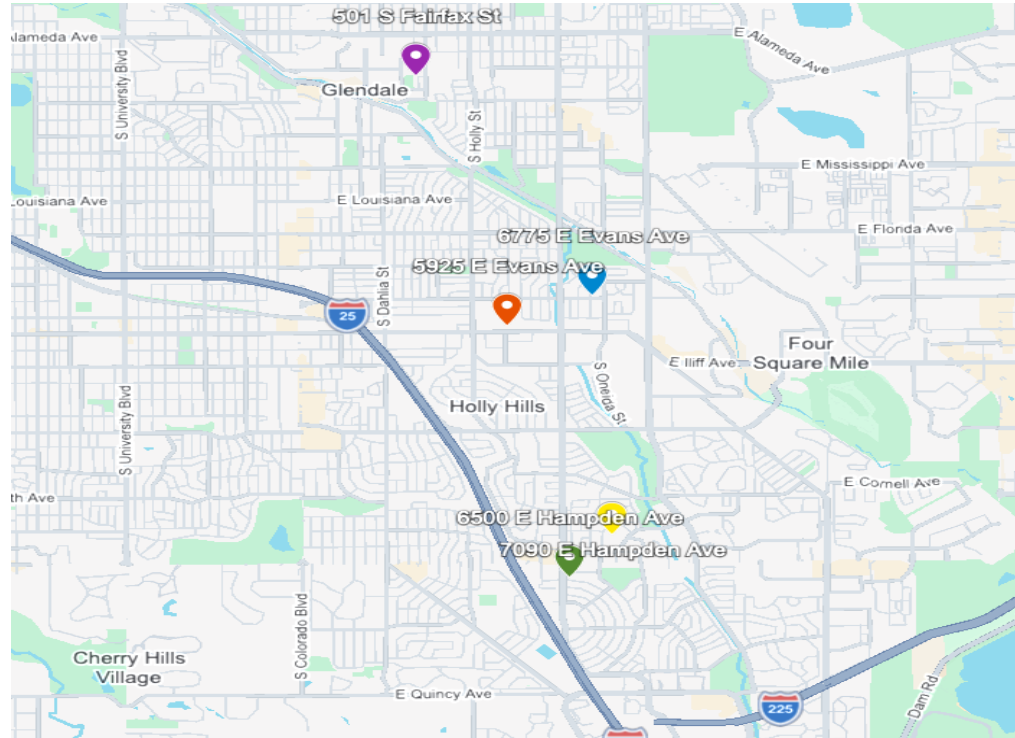 501 S Fairfax St
Alameda Ave
E Alameda Ave
S University Blvd
Glendale
S Holly St
E Mississippi Ave
Louisiana Ave
E Louisiana Ave
E Florida Ave
6775 E Evans Ave
5925 E Evans Ave
S Dahlia St
25
Four
Square Mile
E Iliff Ave
S Oneida St
S University Blvd
Holly Hills
E Cornell Ave
th Ave
6500 E Hampden Ave
7090 E Hampden Ave
S Colorado Blvd
Cherry Hills
Village
E Quincy Ave
225
Dam Rd